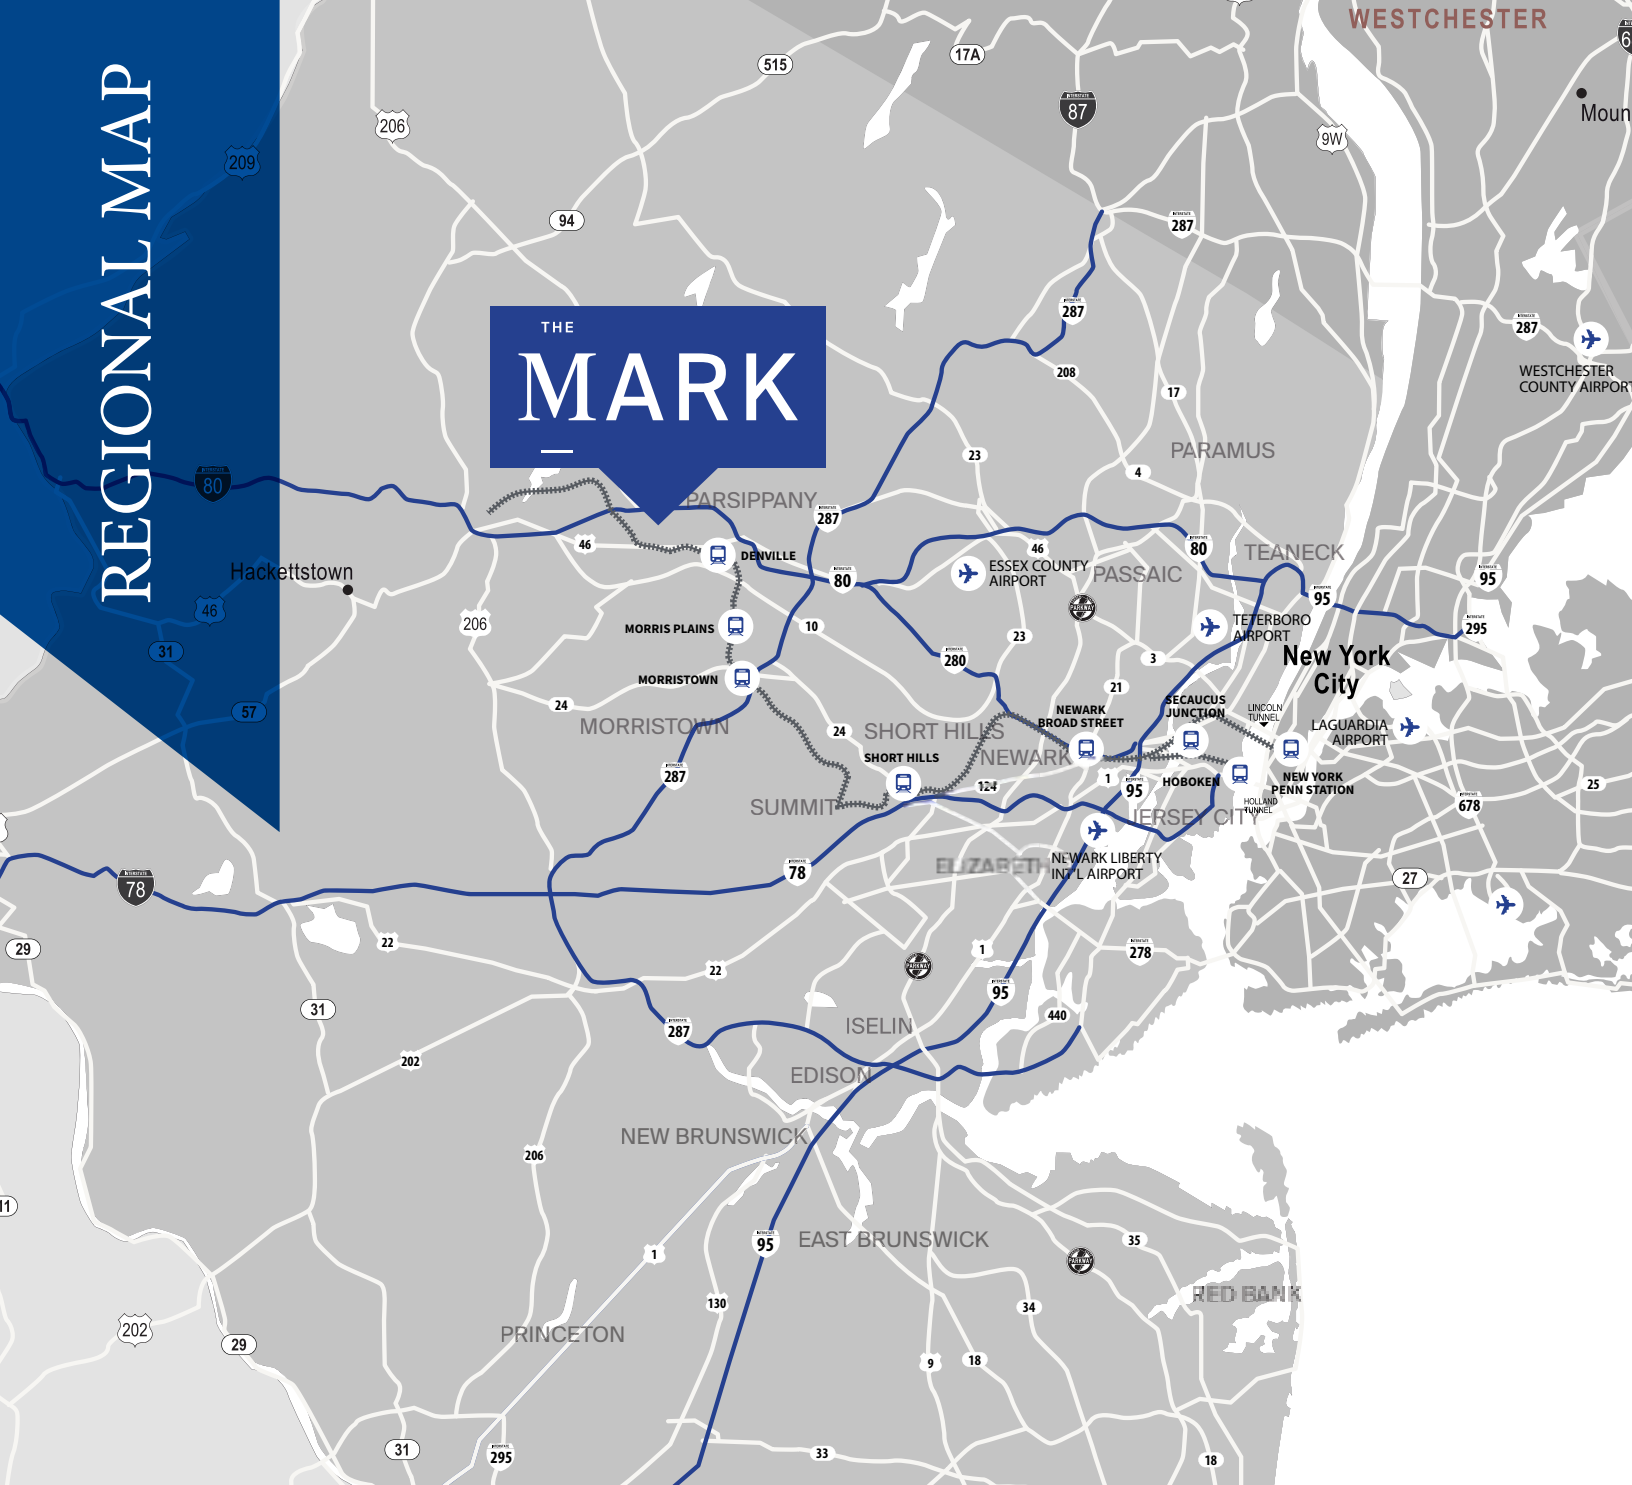 REGIONAL MAP
WESTCHESTER
515
17A
87
206
209
9W
94
287
287
287
WESTCHESTER
COUNTY AIRPORT
THE
MARK
208
17
PARAMUS
23
4
80
PARSIPPANY
287
46
DENVILLE
80
46
ESSEX COUNTY
AIRPORT
PASSAIC
80
TEANECK
95
95
295
Hackettstown
46
206
31
MORRIS PLAINS
10
23
PARKWAY
TETERBORO
AIRPORT
New York
City
280
3
MORRISTOWN
21
57
24
MORRISTOWN
24
SHORT HILLS
NEWARK
BROAD STREET
SECAUCUS
JUNCTION
LINCOLN
TUNNEL
LAGUARDIA
AIRPORT
NEWARK
SHORT HILLS
287
124
1
95
HOBOKEN
NEW YORK
PENN STATION
HOLLAND
TUNNEL
678
25
SUMMIT
JERSEY CITY
78
78
ELIZABETH
NEWARK LIBERTY
INT'L AIRPORT
27
29
22
22
1
278
PARKWAY
31
95
440
287
ISELIN
202
EDISON
NEW BRUNSWICK
206
1
95
EAST BRUNSWICK
35
PARKWAY
RED BANK
130
34
202
29
PRINCETON
9
18
31
295
33
18